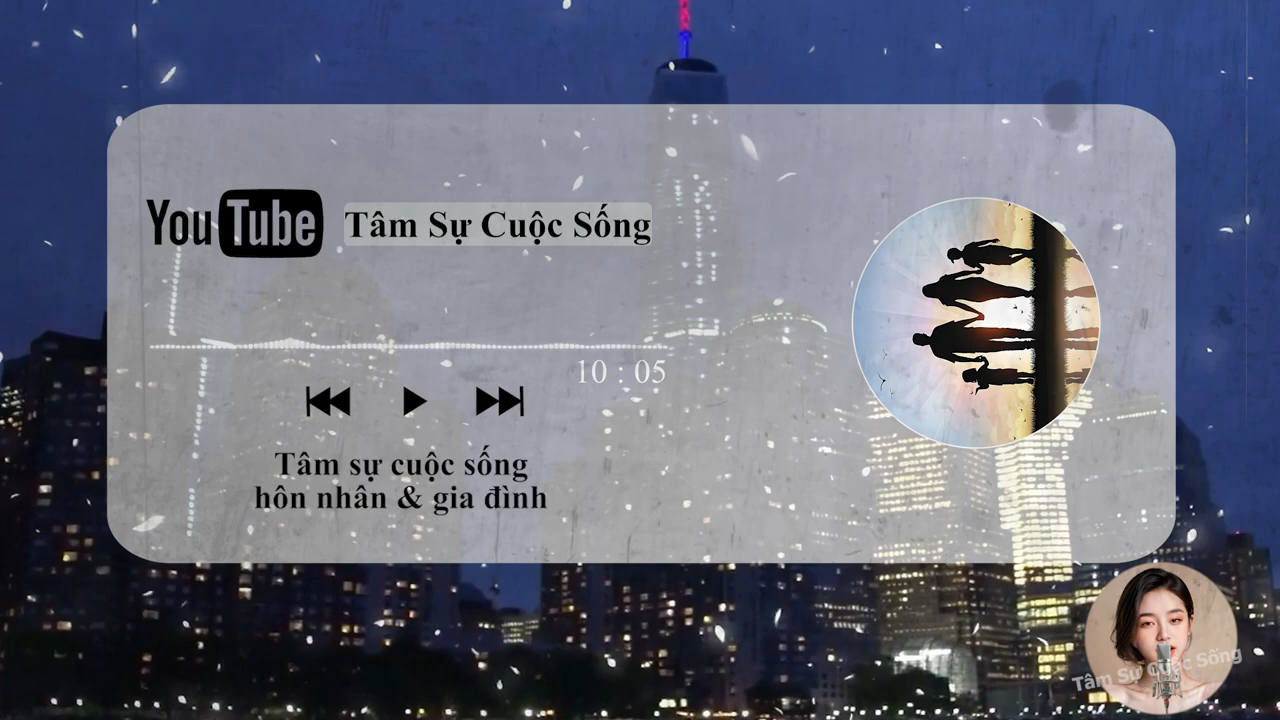 YouTube Tâm Sự Cuộc Sống
10 : 05
Tâm sự cuộc sống
hôn nhân & gia đình
Tâm Sự Cuộc Sống